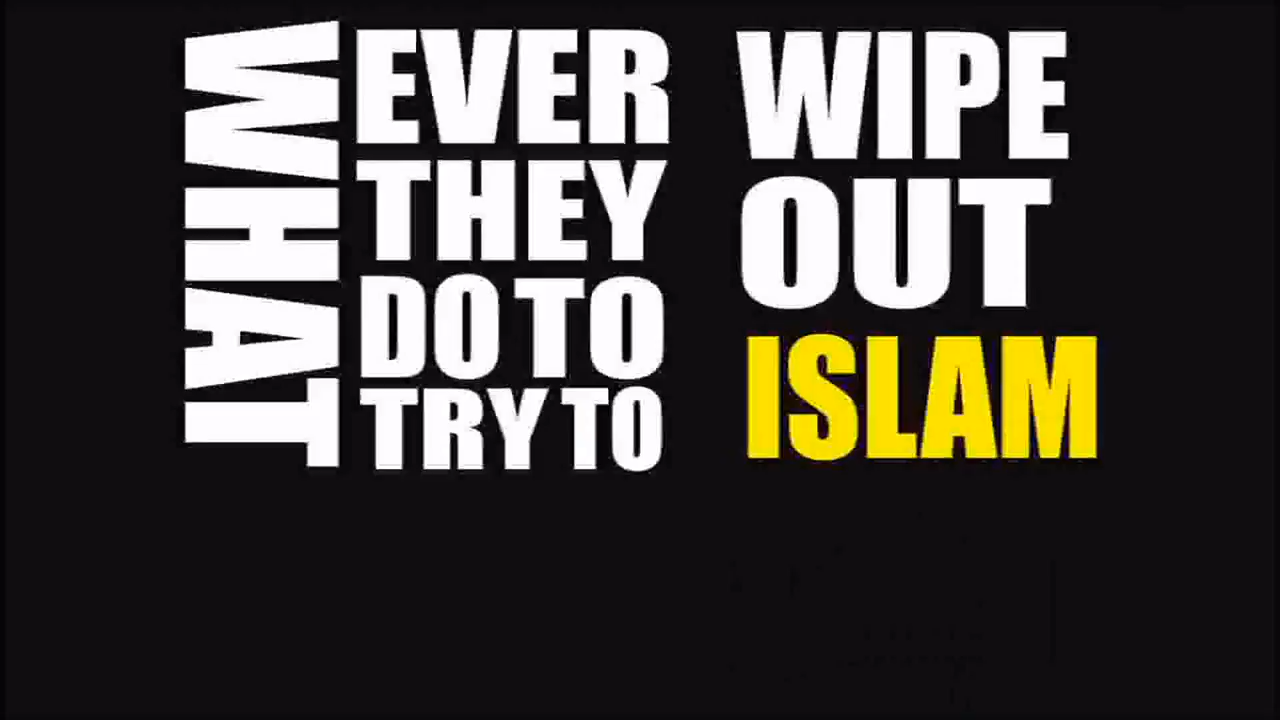 WHAT
EVER
THEY
DO TO
TRY TO
WIPE
OUT
ISLAM